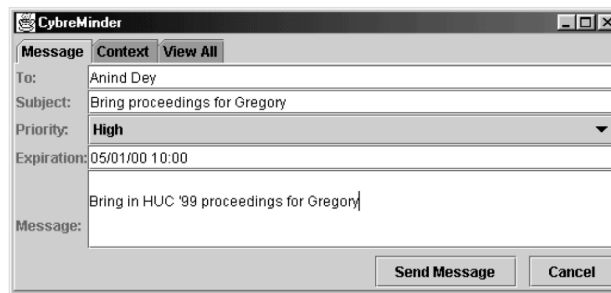 CybreMinder
Message Context View All
To: Anind Dey
Subject: Bring proceedings for Gregory
Priority: High
Expiration: 05/01/00 10:00
Bring in HUC '99 proceedings for Gregory
Message:
Send Message Cancel